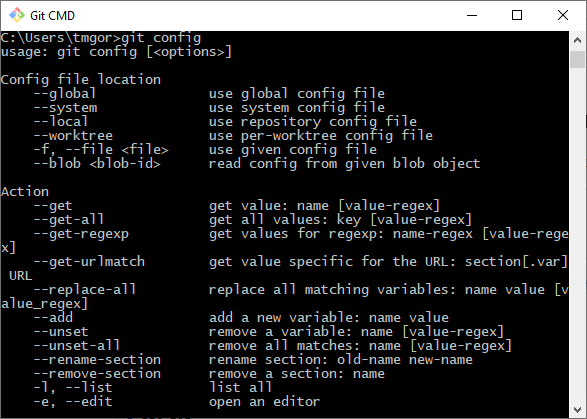 Git CMD
C:\Users\tmgor>git config
usage: git config [<options>]
Config file location
--global use global config file
--system use system config file
--local use repository config file
--worktree use per-worktree config file
-f, --file <file> use given config file
--blob <blob-id> read config from given blob object
Action
--get get value: name [value-regex]
--get-all get all values: key [value-regex]
--get-regexp get values for regexp: name-regex [value-rege
x]
--get-urlmatch get value specific for the URL: section[.var]
URL
--replace-all replace all matching variables: name value [v
alue_regex]
--add add a new variable: name value
--unset remove a variable: name [value-regex]
--unset-all remove all matches: name [value-regex]
--rename-section rename section: old-name new-name
--remove-section remove a section: name
-l, --list list all
-e, --edit open an editor